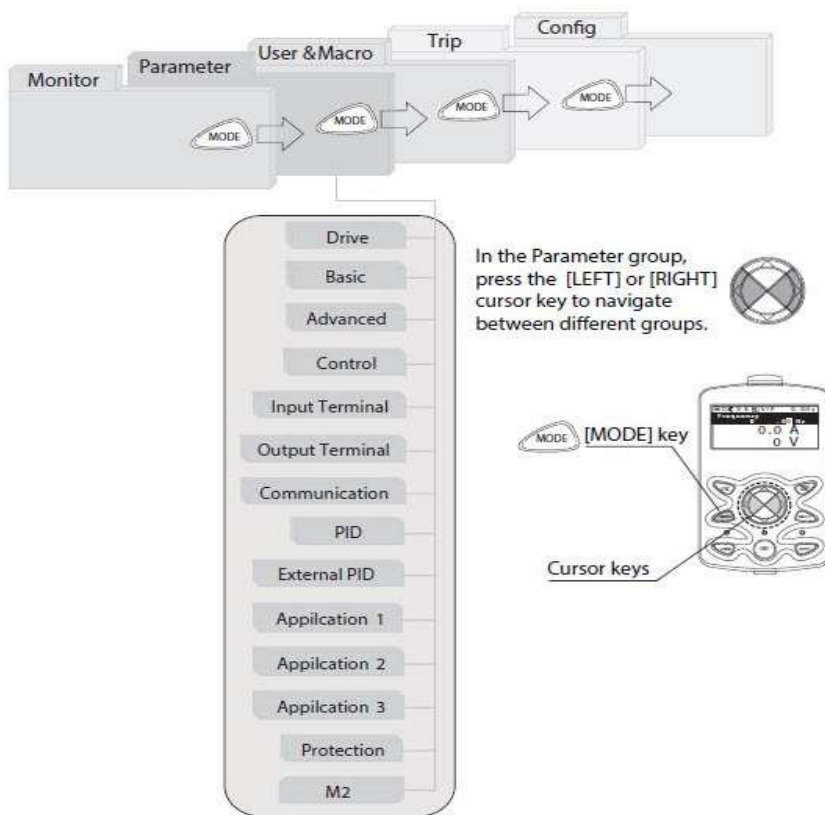 Monitor
Parameter
User &Macro
Trip
Config
MODE
MODE
MODE
MODE
Drive
Basic
Advanced
Control
Input Terminal
Output Terminal
Communication
PID
External PID
Appilcation 1
Appilcation 2
Appilcation 3
Protection
M2
In the Parameter group,
press the [LEFT] or [RIGHT]
cursor key to navigate
between different groups.
MODE [MODE] key
Frequency
0.0 A
0 V
Cursor keys